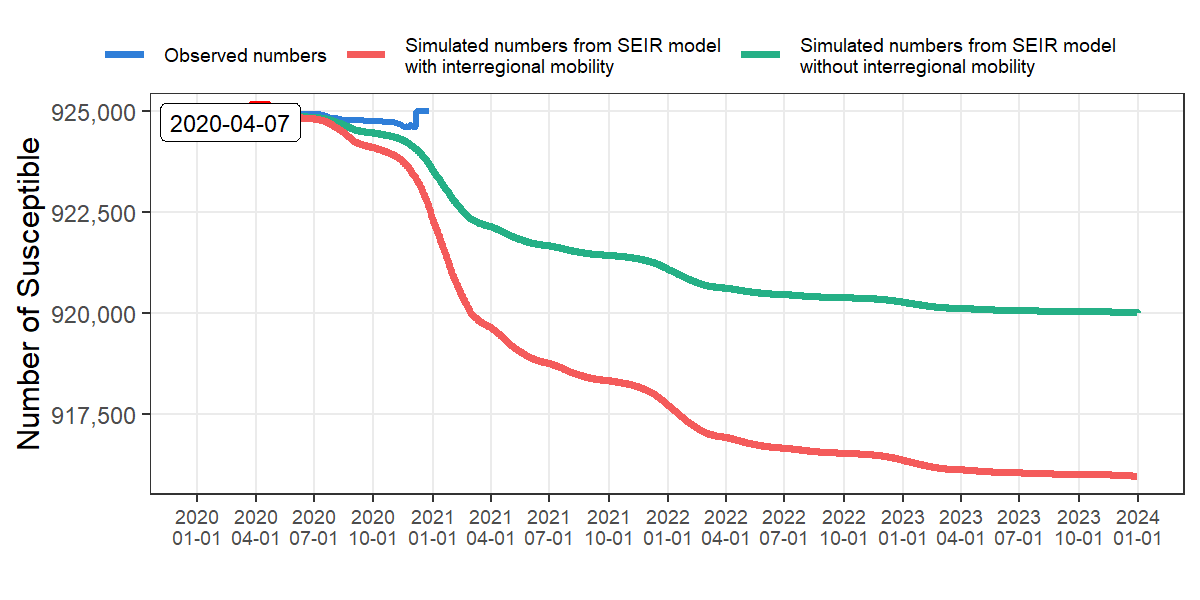 Observed numbers
Simulated numbers from SEIR model
with interregional mobility
Simulated numbers from SEIR model
without interregional mobility
Number of Susceptible
925,000
922,500
920,000
917,500
2020-04-07
2020 2020 2020 2020 2021 2021 2021 2021 2022 2022 2022 2022 2023 2023 2023 2023 2024
01-01 04-01 07-01 10-01 01-01 04-01 07-01 10-01 01-01 04-01 07-01 10-01 01-01 04-01 07-01 10-01 01-01